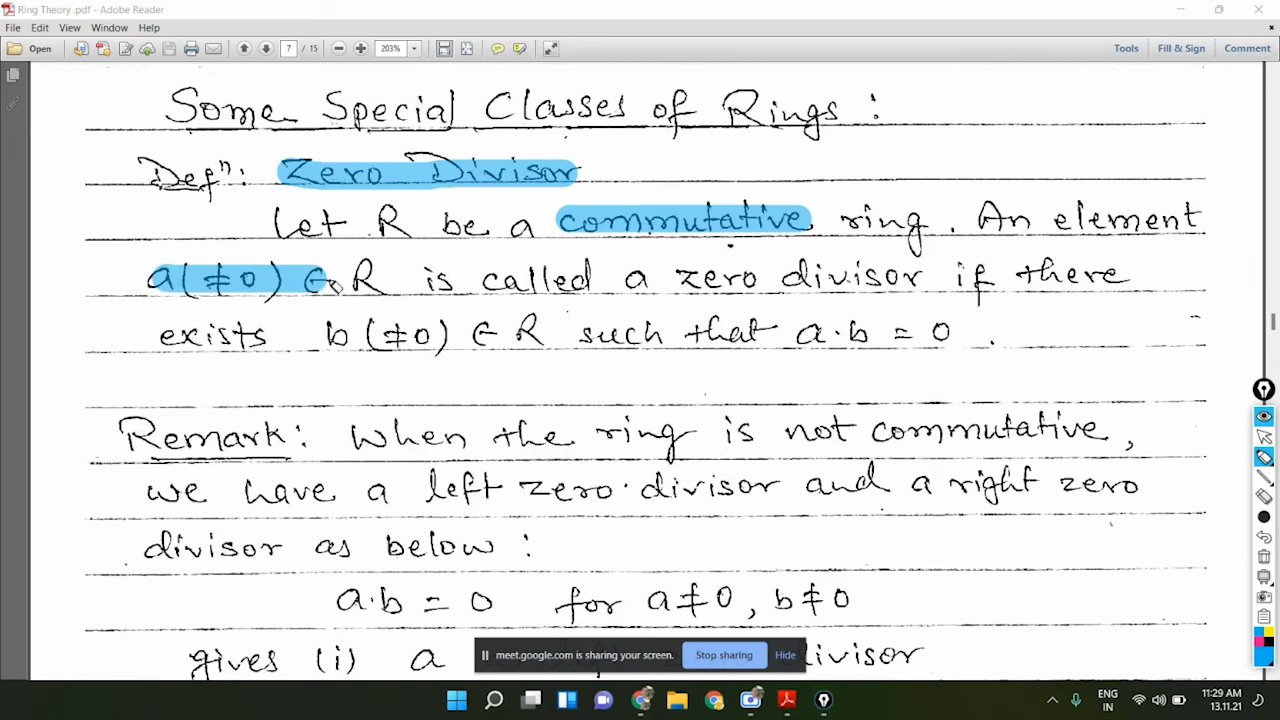 Ring Theory .pdf - Adobe Reader
File Edit View Window Help
Open 7 / 15 203% Tools Fill & Sign Comment
Some Special Classes of Rings :
Defⁿ: Zero Divisor
Let R be a commutative ring. An element
a(≠0) ∈ R is called a zero divisor if there
exists b(≠0) ∈ R such that a·b = 0 .
Remark: When the ring is not commutative,
we have a left zero·divisor and a right zero
divisor as below :
a·b = 0 for a≠0, b≠0
gives (i) a divisor
meet.google.com is sharing your screen. Stop sharing Hide
ENG
IN
11:29 AM
13.11.21